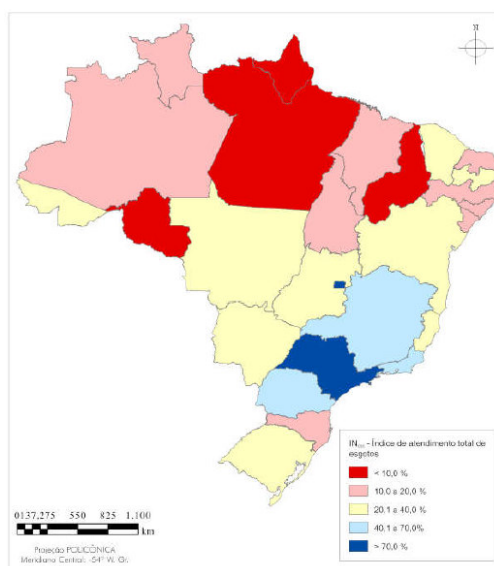 N
IN₀₅₆ - Índice de atendimento total de
esgotos
< 10,0 %
10.0 a 20,0 %
20.1 a 40,0 %
40.1 a 70,0%
> 70,0 %
0137,275 550 825 1,100
km
Projeção POLICÔNICA
Meridiano Central: -54° W. Gr.